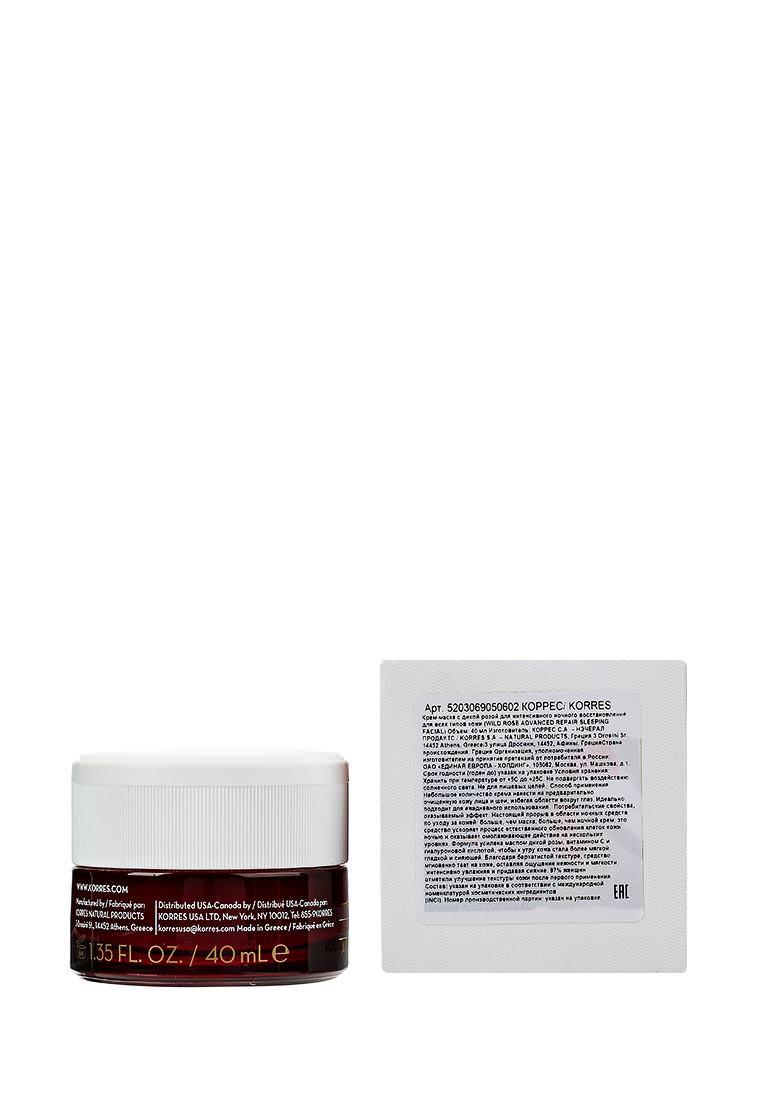 WWW.KORRES.COM
Manufactured by / Fabriqué par:
KORRES NATURAL PRODUCTS
3 Drosini St., 14452 Athens, Greece
Distributed USA-Canada by / Distribué USA-Canada par:
KORRES USA LTD, New York, NY 10012, Tel: 855-9KORRES
korresusa@korres.com Made in Greece / Fabriqué en Grèce
1.35 FL. OZ. / 40 mL e
Арт. 5203069050602 КОРРЕС/ KORRES
Крем-маска с дикой розой для интенсивного ночного восстановление
для всех типов кожи (WILD ROSE ADVANCED REPAIR SLEEPING
FACIAL) Объем: 40 мл Изготовитель: КОРРЕС С.А. - НЭЧЕРАЛ
ПРОДАКТС / KORRES S.A. – NATURAL PRODUCTS, Греция 3 Drosini St.
14452 Athens, Greece/3 улица Дросини, 14452, Афины, ГрецияСтрана
происхождения: Греция Организация, уполномоченная
изготовителем на принятие претензий от потребителя в России:
ОАО «ЕДИНАЯ ЕВРОПА - ХОЛДИНГ», 105062, Москва, ул. Машкова, д.1.
Срок годности (годен до) указан на упаковке Условия хранения:
Хранить при температуре от +5С до +25С. Не подвергать воздействию
солнечного света. Не для пищевых целей. Способ применения
Небольшое количество крема нанести на предварительно
очищенную кожу лица и шеи, избегая области вокруг глаз. Идеально
подходит для ежедневного использования. Потребительские свойства,
оказываемый эффект: Настоящий прорыв в области ночных средств
по уходу за кожей: больше, чем маска, больше, чем ночной крем, это
средство ускоряет процесс естественного обновления клеток кожи
ночью и оказывает омолаживающее действие на нескольких
уровнях. Формула усилена маслом дикой розы, витамином С и
гиалуроновой кислотой, чтобы к утру кожа стала более мягкой,
гладкой и сияющей. Благодаря бархатистой текстуре, средство
мгновенно тает на коже, оставляя ощущение нежности и мягкости,
интенсивно увлажняя и придавая сияние. 97% женщин
отметили улучшение текстуры кожи после первого применения
Состав: указан на упаковке в соответствии с международной
номенклатурой косметических ингредиентов
(INCI). Номер производственной партии: указан на упаковке.
EAC